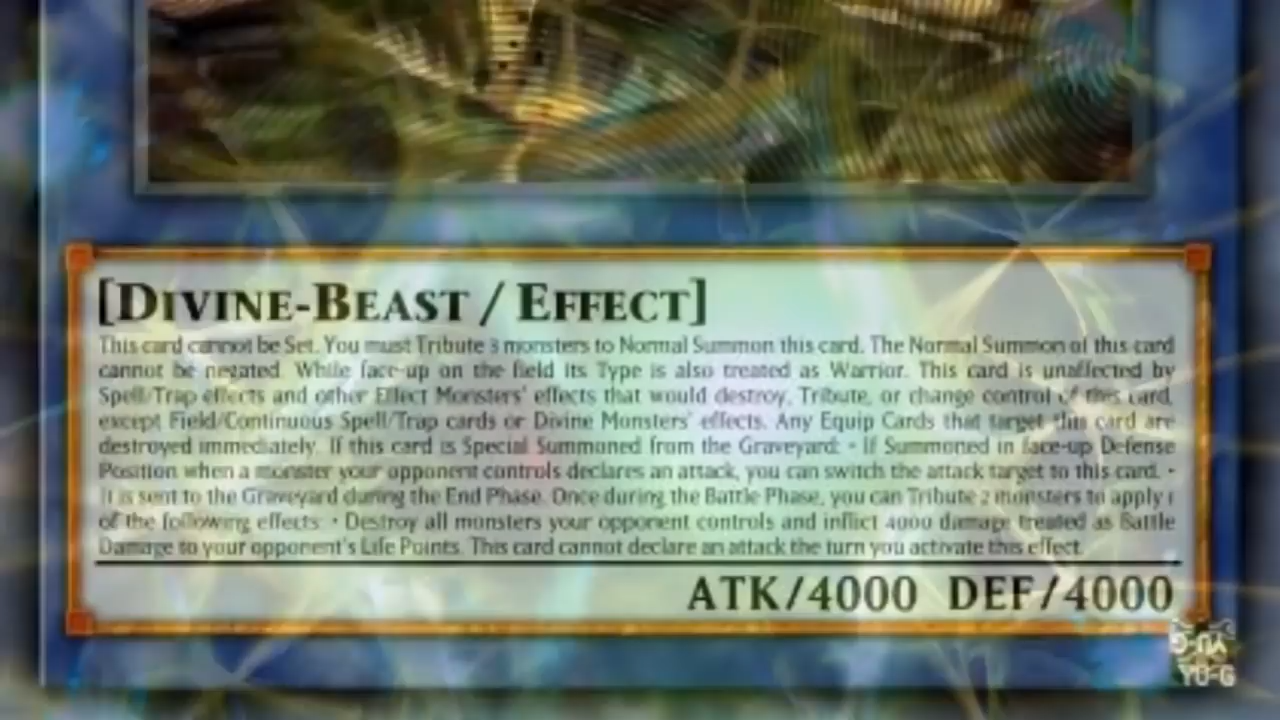 [DIVINE-BEAST / EFFECT]
This card cannot be Set. You must Tribute 3 monsters to Normal Summon this card. The Normal Summon of this card
cannot be negated. While face-up on the field its Type is also treated as Warrior. This card is unaffected by
Spell/Trap effects and other Effect Monsters' effects that would destroy, Tribute, or change control of this card,
except Field/Continuous Spell/Trap cards or Divine Monsters' effects. Any Equip Cards that target this card are
destroyed immediately. If this card is Special Summoned from the Graveyard: • If Summoned in face-up Defense
Position when a monster your opponent controls declares an attack, you can switch the attack target to this card. •
It is sent to the Graveyard during the End Phase. Once during the Battle Phase, you can Tribute 2 monsters to apply 1
of the following effects: • Destroy all monsters your opponent controls and inflict 4000 damage treated as Battle
Damage to your opponent's Life Points. This card cannot declare an attack the turn you activate this effect.
ATK/4000 DEF/4000
YU-G